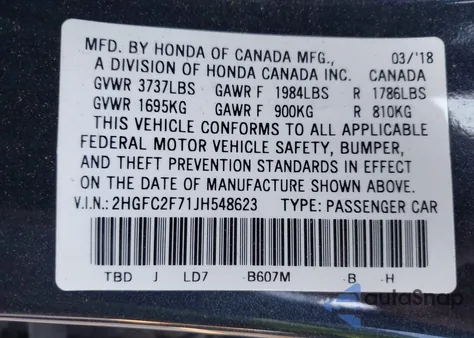 MFD. BY HONDA OF CANADA MFG., 03/'18
A DIVISION OF HONDA CANADA INC. CANADA
GVWR 3737LBS GAWR F 1984LBS R 1786LBS
GVWR 1695KG GAWR F 900KG R 810KG
THIS VEHICLE CONFORMS TO ALL APPLICABLE
FEDERAL MOTOR VEHICLE SAFETY, BUMPER,
AND THEFT PREVENTION STANDARDS IN EFFECT
ON THE DATE OF MANUFACTURE SHOWN ABOVE.
V.I.N.: 2HGFC2F71JH548623 TYPE: PASSENGER CAR
TBD J LD7 B607M B H
autoSnap